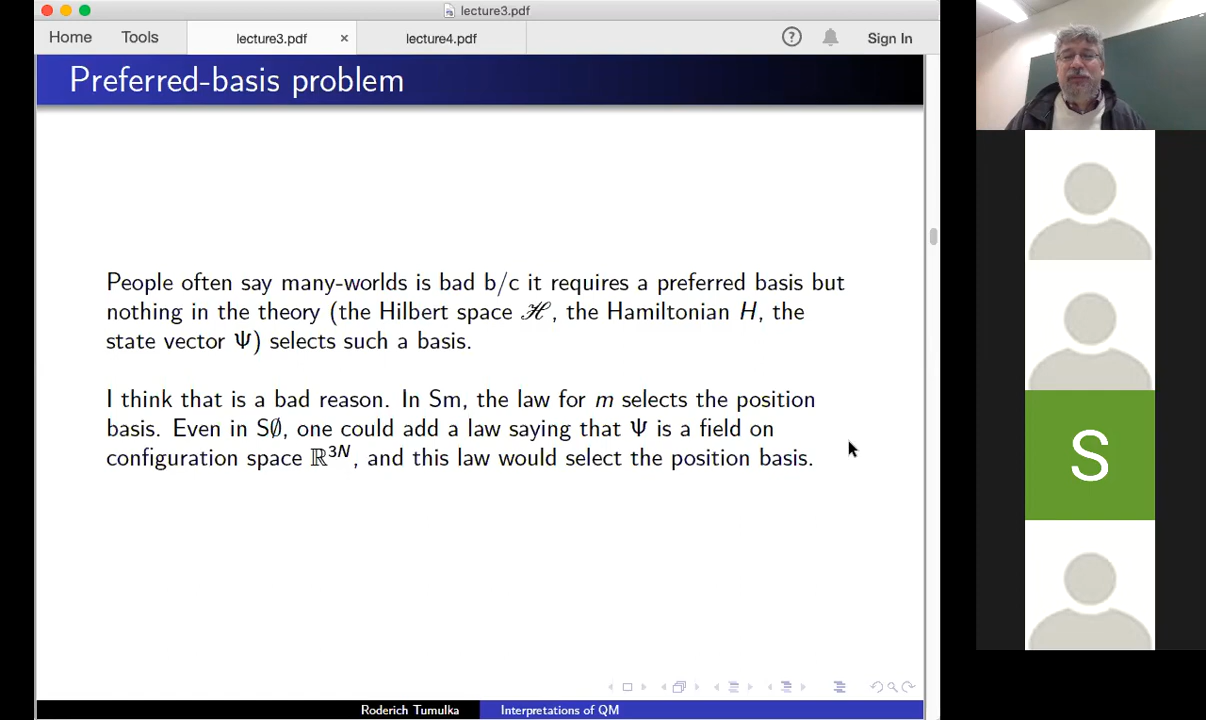 lecture3.pdf
Home Tools lecture3.pdf × lecture4.pdf ? Sign In
Preferred-basis problem
People often say many-worlds is bad b/c it requires a preferred basis but
nothing in the theory (the Hilbert space ℋ, the Hamiltonian H, the
state vector Ψ) selects such a basis.
I think that is a bad reason. In Sm, the law for m selects the position
basis. Even in S∅, one could add a law saying that Ψ is a field on
configuration space ℝ³ᴺ, and this law would select the position basis.
S
Roderich Tumulka Interpretations of QM